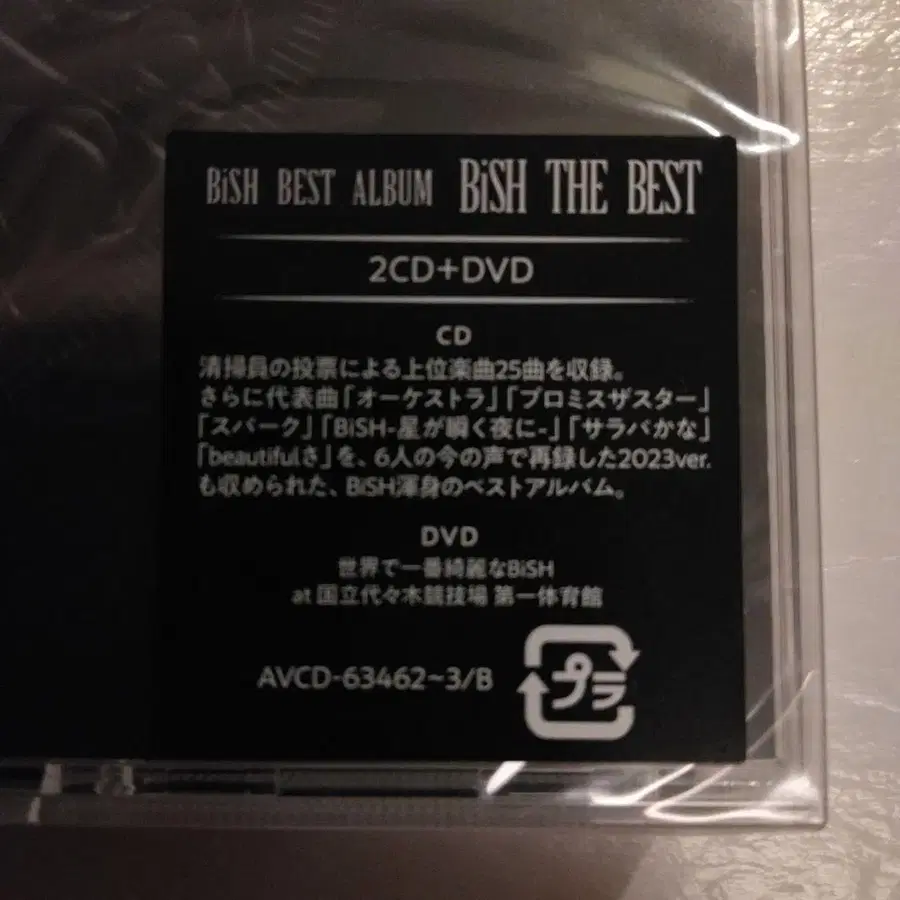 BiSH BEST ALBUM BiSH THE BEST
2CD+DVD
CD
清掃員の投票による上位楽曲25曲を収録。
さらに代表曲「オーケストラ」「プロミスザスター」
「スパーク」「BiSH-星が瞬く夜に-」「サラバかな」
「beautifulさ」を、6人の今の声で再録した2023ver.
も収められた、BiSH渾身のベストアルバム。
DVD
世界で一番綺麗なBiSH
at 国立代々木競技場 第一体育館
AVCD-63462~3/B
プラ